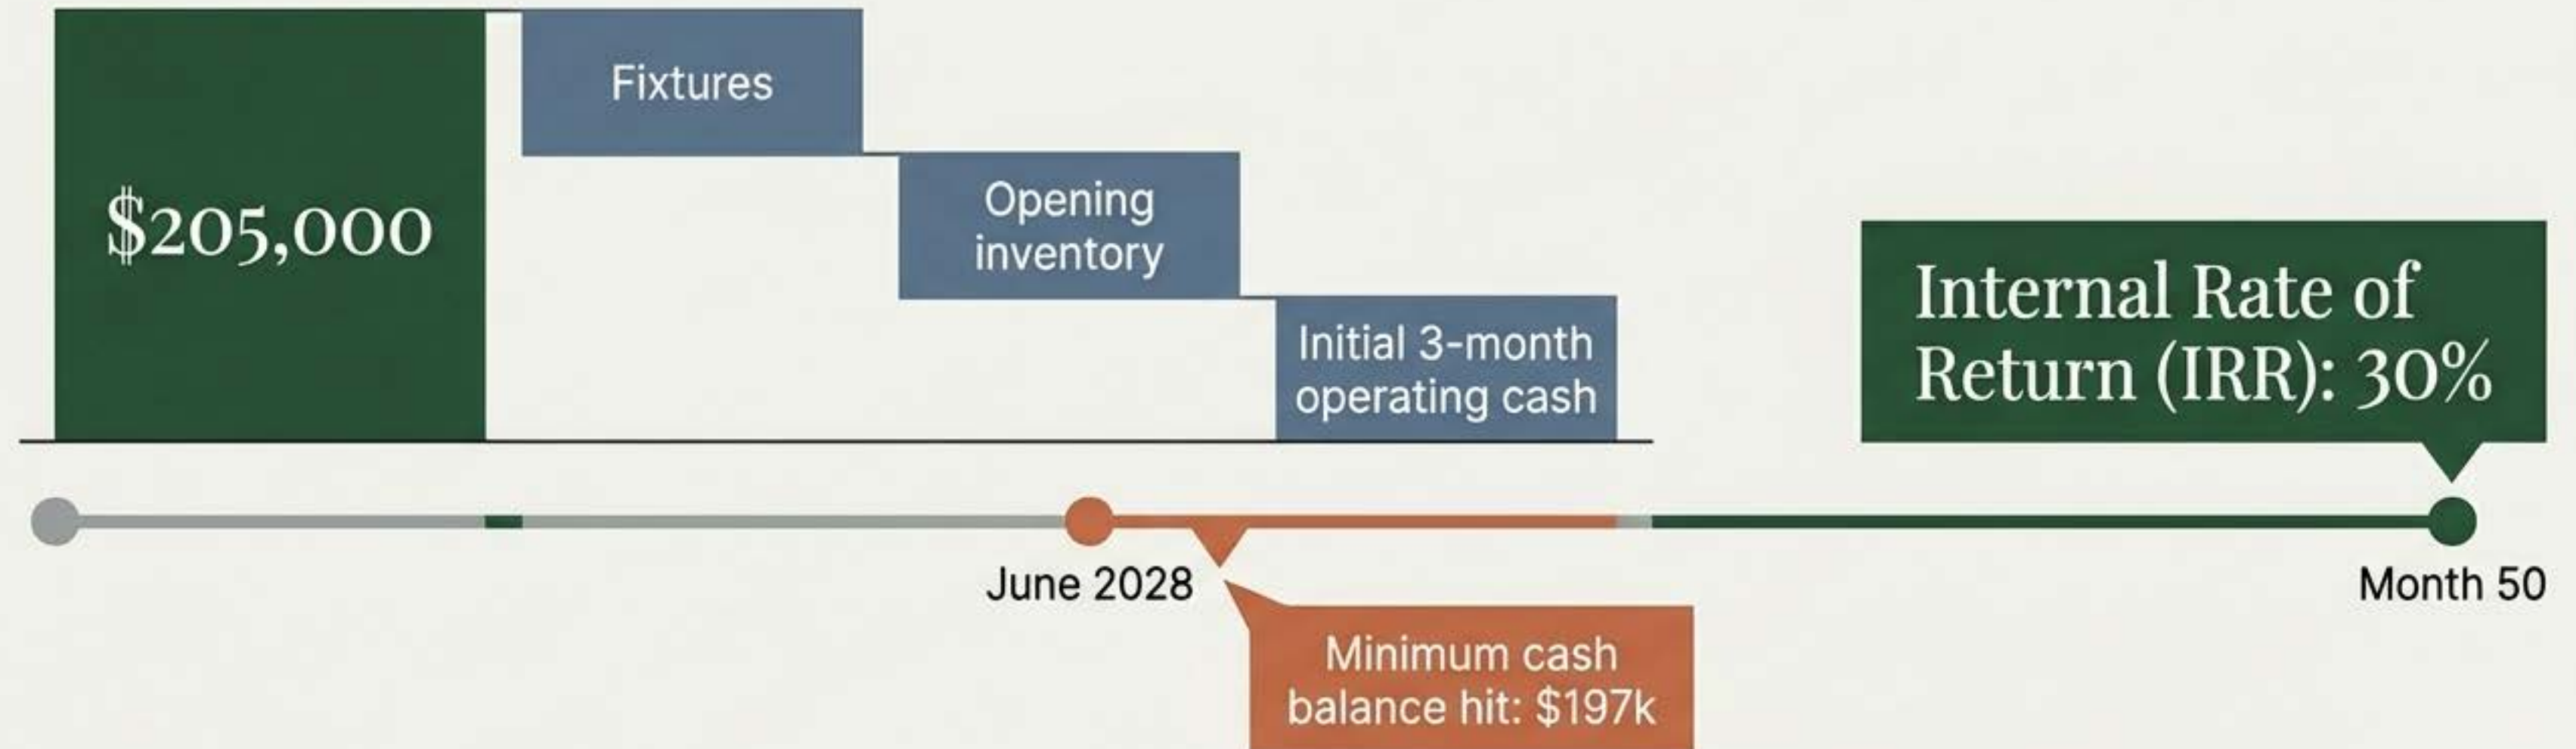 $205,000
Fixtures
Opening
inventory
Initial 3-month
operating cash
Internal Rate of
Return (IRR): 30%
June 2028
Month 50
Minimum cash
balance hit: $197k